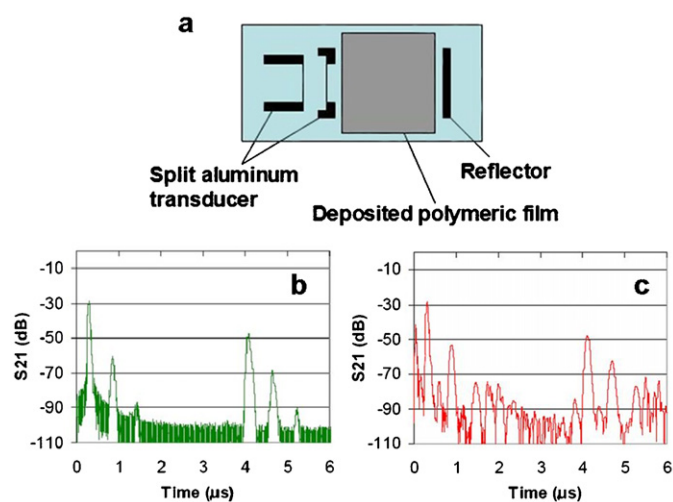 a
Split aluminum
transducer
Reflector
Deposited polymeric film
b
S21 (dB)
-10
-30
-50
-70
-90
-110
0 1 2 3 4 5 6
Time (µs)
c
S21 (dB)
-10
-30
-50
-70
-90
-110
0 1 2 3 4 5 6
Time (µs)